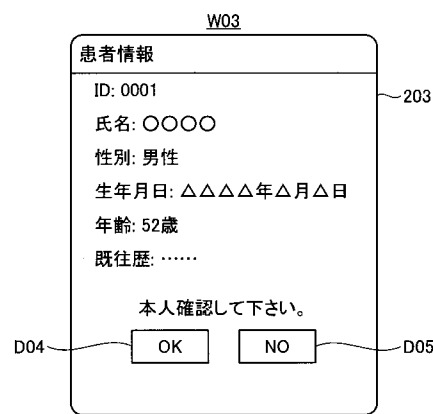 W03
患者情報
203
ID: 0001
氏名: 〇〇〇〇
性別: 男性
生年月日: △△△△年△月△日
年齢: 52歳
既往歴: ……
本人確認して下さい。
D04 OK NO D05